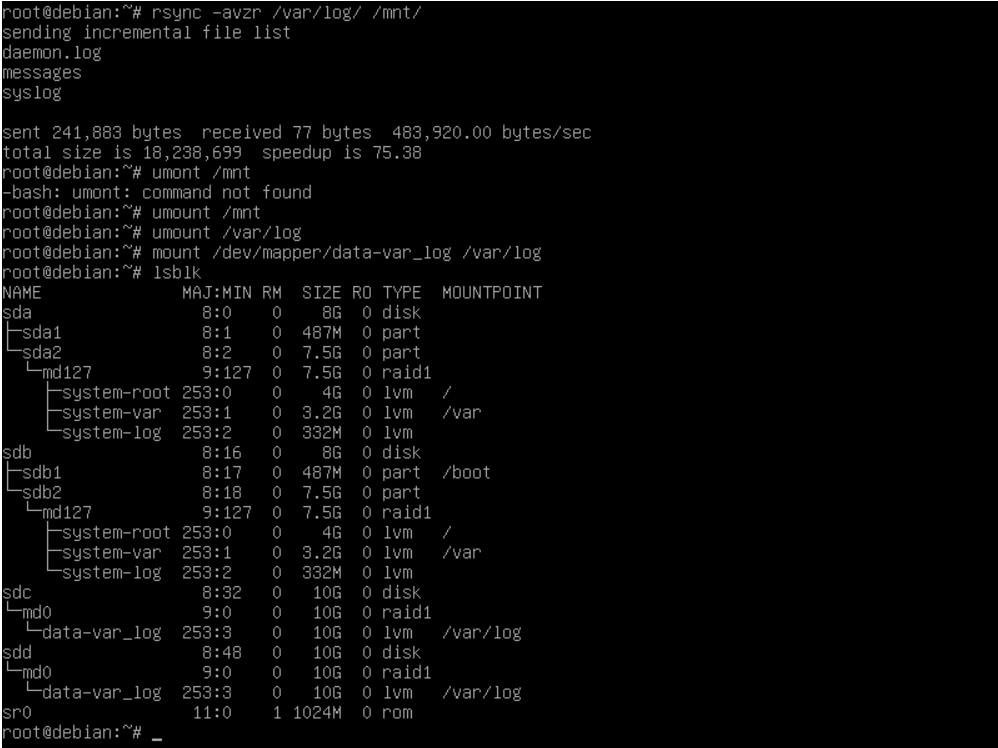 root@debian:~# rsync -avzr /var/log/ /mnt/
sending incremental file list
daemon.log
messages
syslog

sent 241,883 bytes  received 77 bytes  483,920.00 bytes/sec
total size is 18,238,699  speedup is 75.38
root@debian:~# umont /mnt
-bash: umont: command not found
root@debian:~# umount /mnt
root@debian:~# umount /var/log
root@debian:~# mount /dev/mapper/data-var_log /var/log
root@debian:~# lsblk
NAME              MAJ:MIN RM  SIZE RO TYPE  MOUNTPOINT
sda                 8:0    0    8G  0 disk
├─sda1              8:1    0  487M  0 part
└─sda2              8:2    0  7.5G  0 part
  └─md127           9:127  0  7.5G  0 raid1
    ├─system-root 253:0    0    4G  0 lvm   /
    ├─system-var  253:1    0  3.2G  0 lvm   /var
    └─system-log  253:2    0  332M  0 lvm
sdb                 8:16   0    8G  0 disk
├─sdb1              8:17   0  487M  0 part  /boot
└─sdb2              8:18   0  7.5G  0 part
  └─md127           9:127  0  7.5G  0 raid1
    ├─system-root 253:0    0    4G  0 lvm   /
    ├─system-var  253:1    0  3.2G  0 lvm   /var
    └─system-log  253:2    0  332M  0 lvm
sdc                 8:32   0   10G  0 disk
└─md0               9:0    0   10G  0 raid1
  └─data-var_log  253:3    0   10G  0 lvm   /var/log
sdd                 8:48   0   10G  0 disk
└─md0               9:0    0   10G  0 raid1
  └─data-var_log  253:3    0   10G  0 lvm   /var/log
sr0                11:0    1 1024M  0 rom
root@debian:~# _